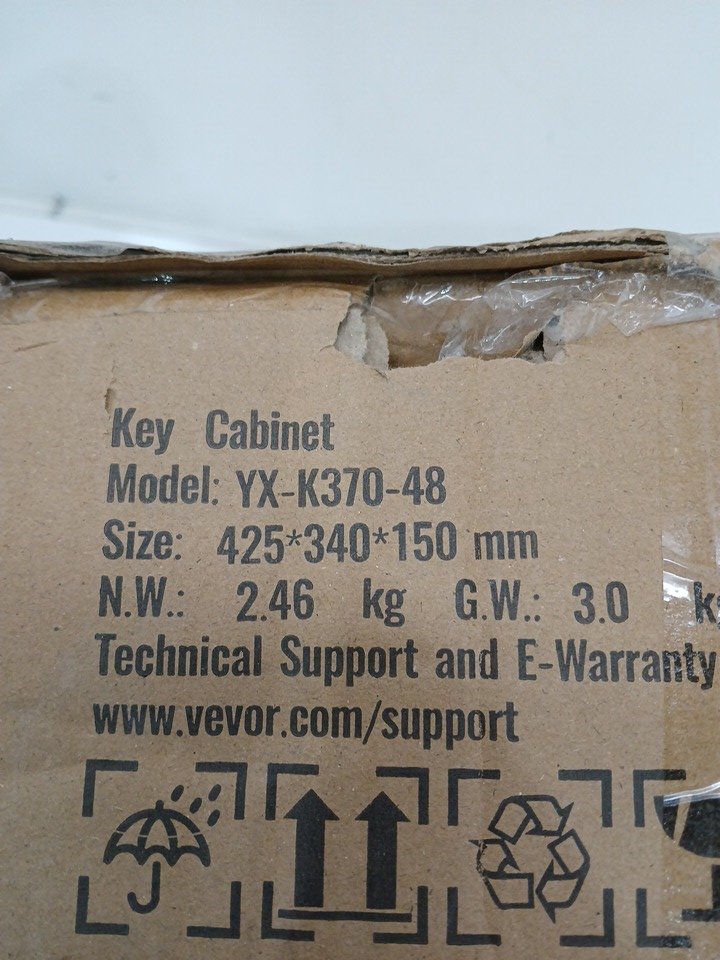 Key Cabinet
Model: YX-K370-48
Size: 425*340*150 mm
N.W.: 2.46 kg G.W.: 3.0
Technical Support and E-Warranty
www.vevor.com/support